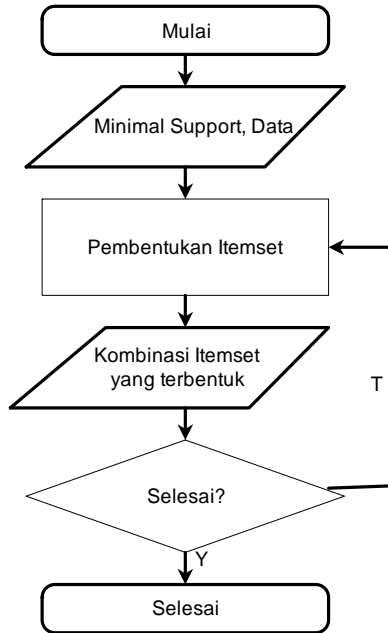 Mulai
Minimal Support, Data
Pembentukan Itemset
Kombinasi Itemset
yang terbentuk
T
Selesai?
Y
Selesai